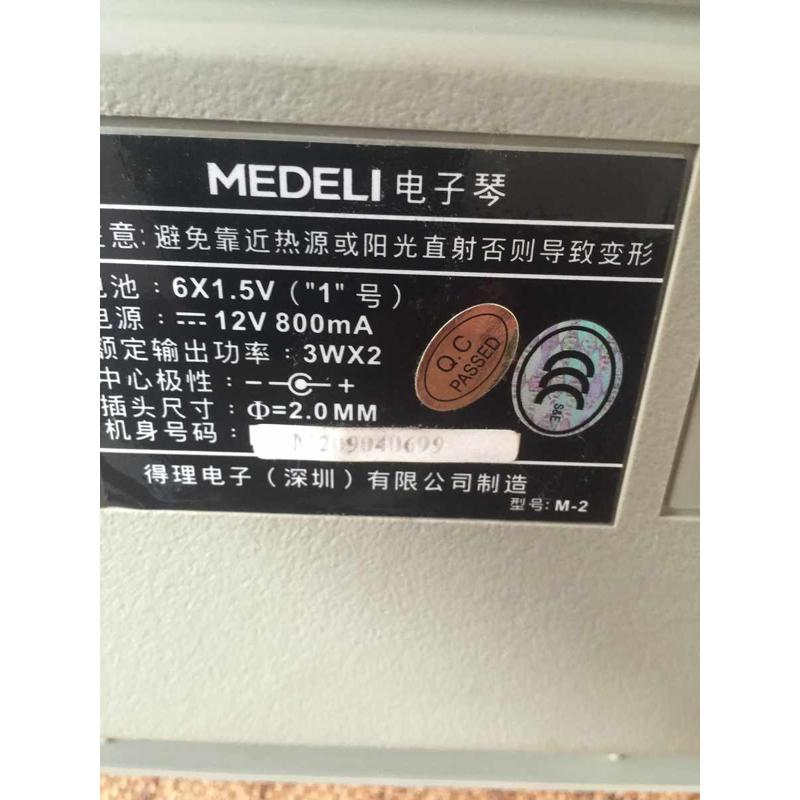 MEDELI 电子琴
注意: 避免靠近热源或阳光直射否则导致变形
电池: 6X1.5V ("1" 号)
电源: 12V 800mA
额定输出功率: 3WX2
中心极性: - +
插头尺寸: Φ=2.0MM
机身号码:
得理电子(深圳)有限公司制造
型号: M-2
Q.C
PASSED
S&E